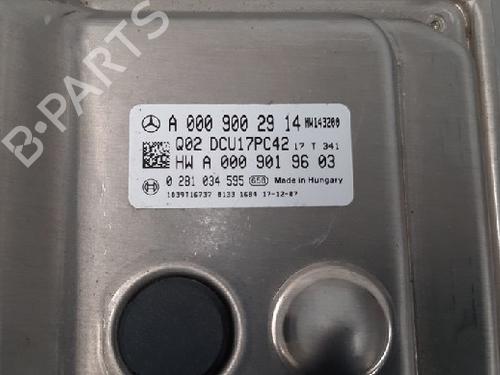 B-PARTS
A 000 900 29 14 HW143200
Q02 DCU17PC42 17 T 341
HW A 000 901 96 03
0 281 034 595 658 Made in Hungary
1039T16737 8133 1684 17-12-07